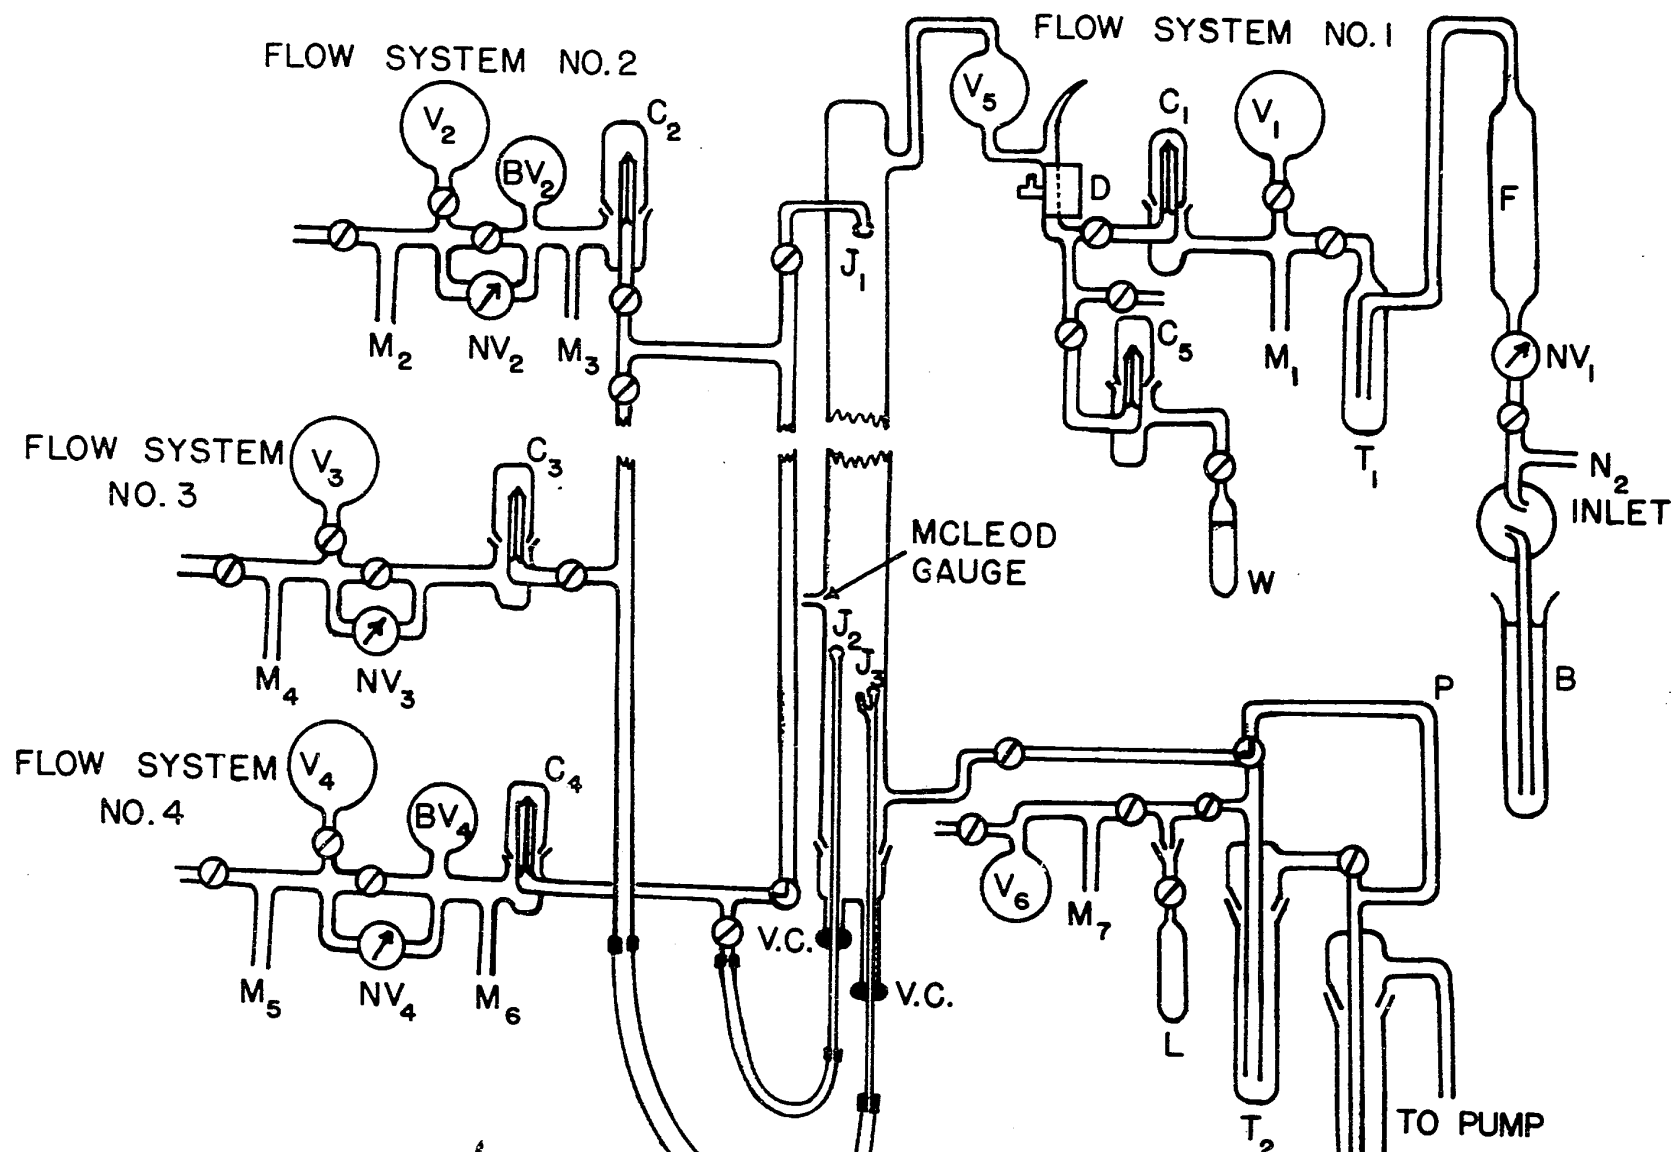 FLOW SYSTEM NO. 2
V2
BV2
C2
M2
NV2
M3
J1
FLOW SYSTEM NO. 1
V5
D
C1
V1
F
M1
C5
T1
NV1
N2
INLET
W
B
FLOW SYSTEM
NO. 3
V3
C3
M4
NV3
MCLEOD
GAUGE
J2
J3
FLOW SYSTEM
NO. 4
V4
BV4
C4
M5
NV4
M6
V.C.
V.C.
P
V6
M7
L
T2
TO PUMP